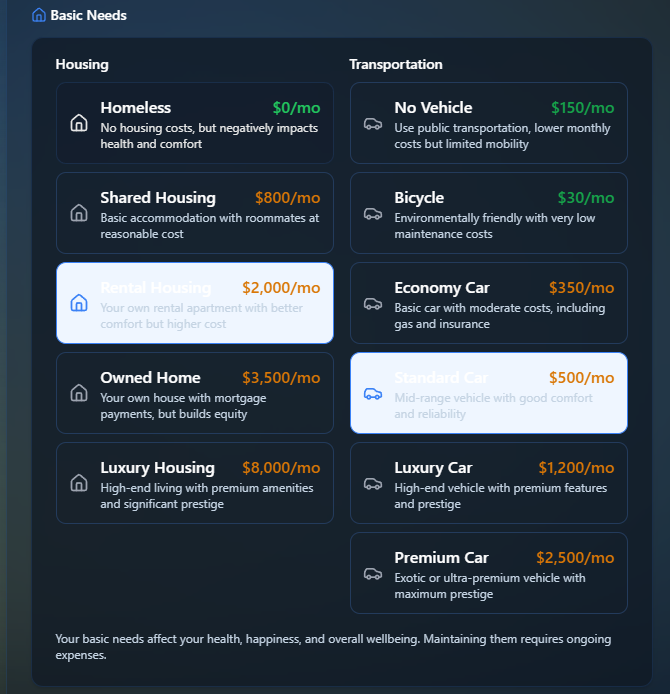 Basic Needs
Housing
Homeless $0/mo
No housing costs, but negatively impacts
health and comfort
Shared Housing $800/mo
Basic accommodation with roommates at
reasonable cost
Rental Housing $2,000/mo
Your own rental apartment with better
comfort but higher cost
Owned Home $3,500/mo
Your own house with mortgage
payments, but builds equity
Luxury Housing $8,000/mo
High-end living with premium amenities
and significant prestige
Transportation
No Vehicle $150/mo
Use public transportation, lower monthly
costs but limited mobility
Bicycle $30/mo
Environmentally friendly with very low
maintenance costs
Economy Car $350/mo
Basic car with moderate costs, including
gas and insurance
Standard Car $500/mo
Mid-range vehicle with good comfort
and reliability
Luxury Car $1,200/mo
High-end vehicle with premium features
and prestige
Premium Car $2,500/mo
Exotic or ultra-premium vehicle with
maximum prestige
Your basic needs affect your health, happiness, and overall wellbeing. Maintaining them requires ongoing
expenses.